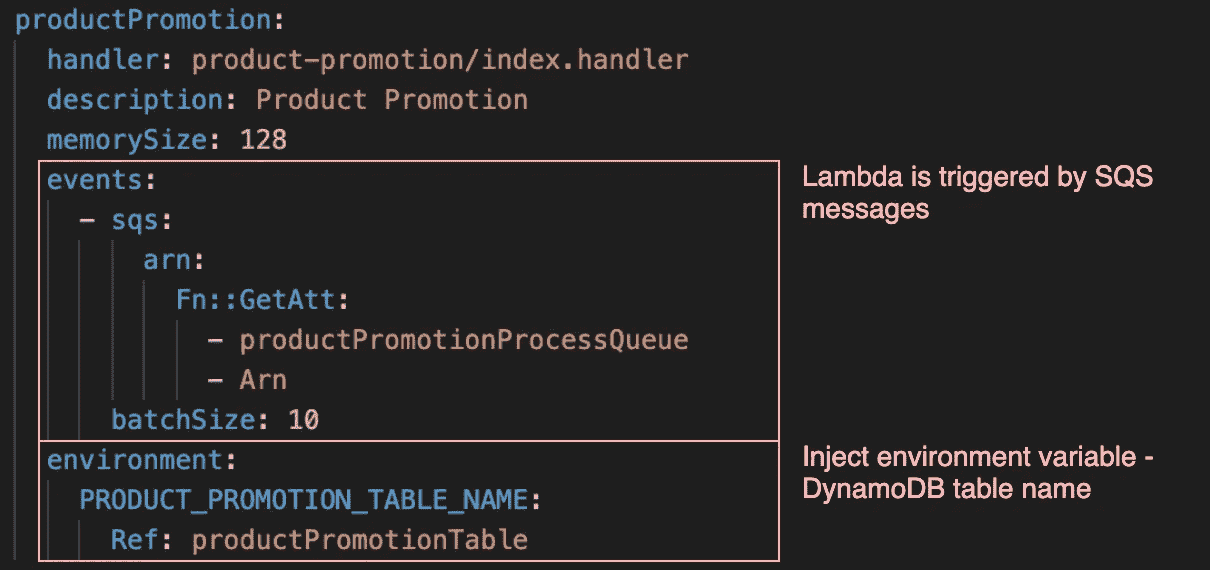 productPromotion:
handler: product-promotion/index.handler
description: Product Promotion
memorySize: 128
events:
- sqs:
arn:
Fn::GetAtt:
- productPromotionProcessQueue
- Arn
batchSize: 10
environment:
PRODUCT_PROMOTION_TABLE_NAME:
Ref: productPromotionTable
Lambda is triggered by SQS
messages
Inject environment variable -
DynamoDB table name